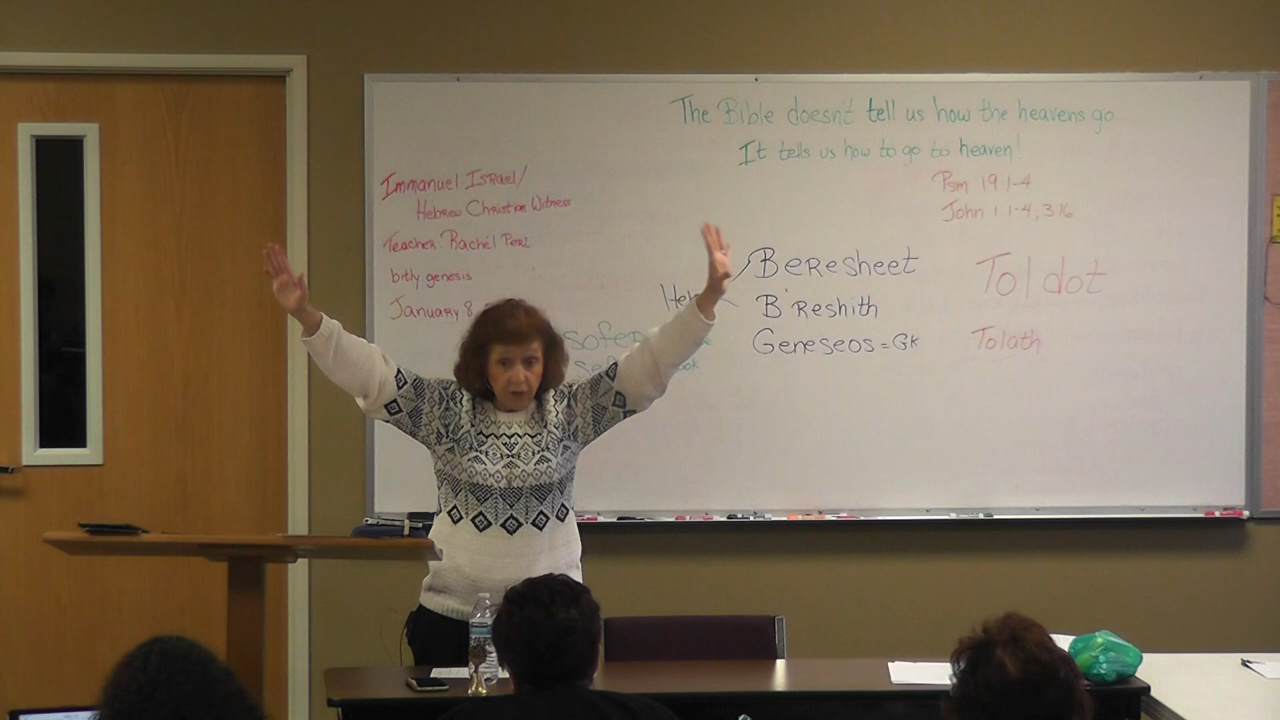 The Bible doesn't tell us how the heavens go
It tells us how to go to heaven!
Psm 19:1-4
John 1:1-4, 3:16
Immanuel Israel/
Hebrew Christian Witness
Teacher: Rachél Perl
bitly genesis
January 8
Beresheet
B'Reshith
Geneseos = GK
Toldot
Tolath
Sofer